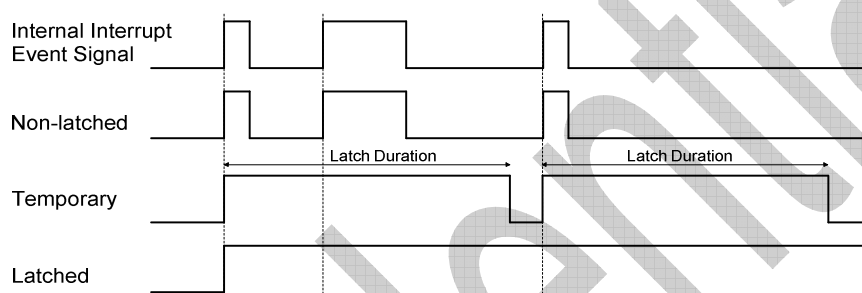 Internal Interrupt
Event Signal
Non-latched
Latch Duration
Latch Duration
Temporary
Latched